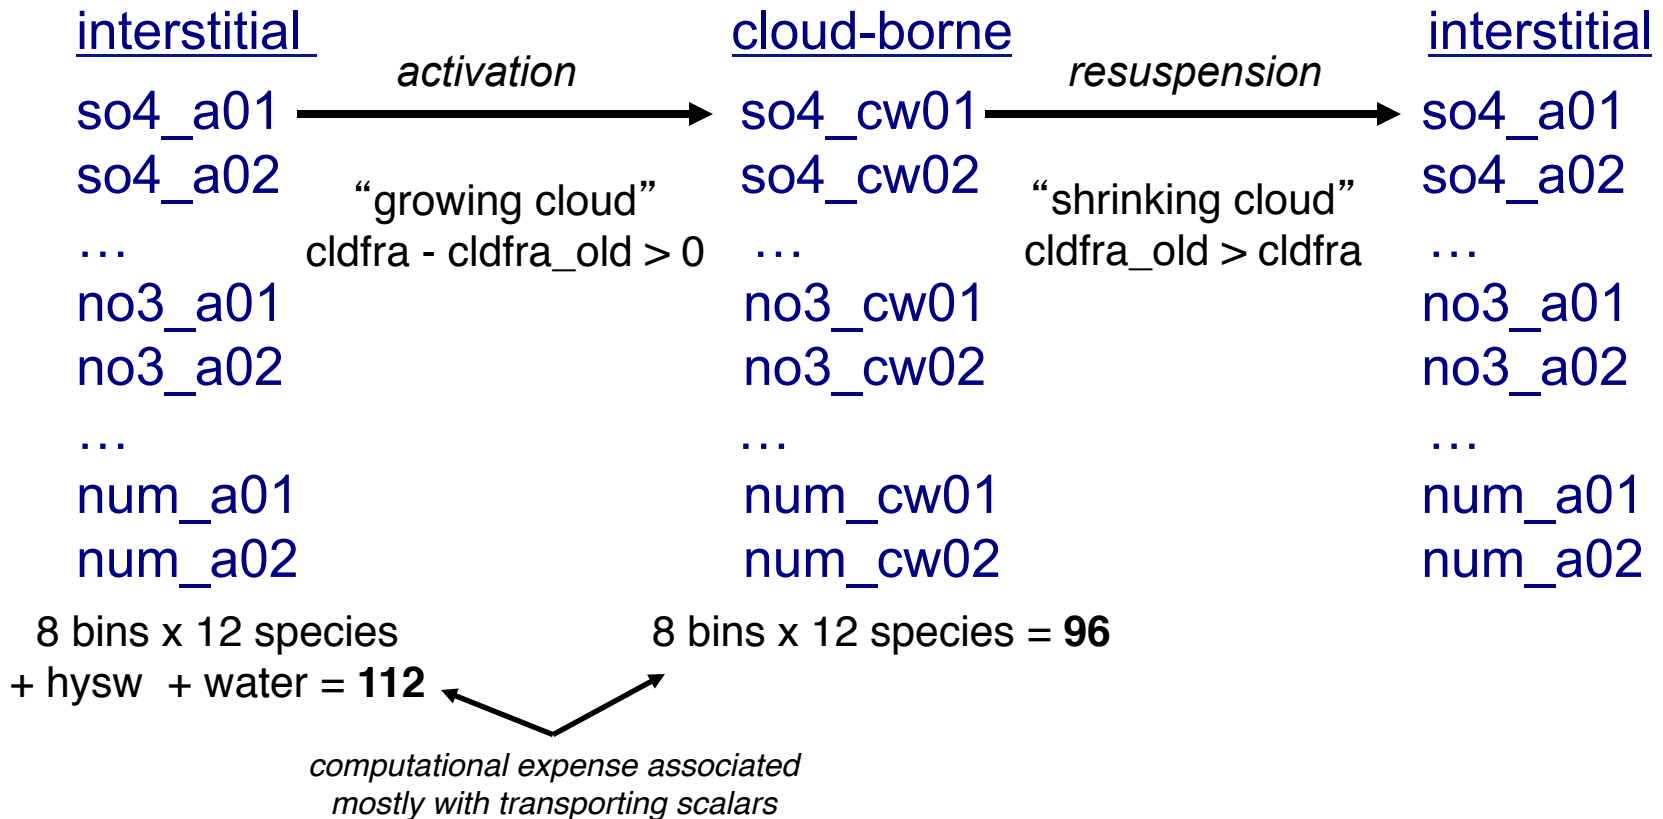 interstitial
activation
cloud-borne
resuspension
interstitial
so4_a01
so4_a02
…
no3_a01
no3_a02
…
num_a01
num_a02
“growing cloud”
cldfra - cldfra_old > 0
so4_cw01
so4_cw02
…
no3_cw01
no3_cw02
…
num_cw01
num_cw02
“shrinking cloud”
cldfra_old > cldfra
so4_a01
so4_a02
…
no3_a01
no3_a02
…
num_a01
num_a02
8 bins x 12 species
+ hysw + water = 112
8 bins x 12 species = 96
computational expense associated
mostly with transporting scalars